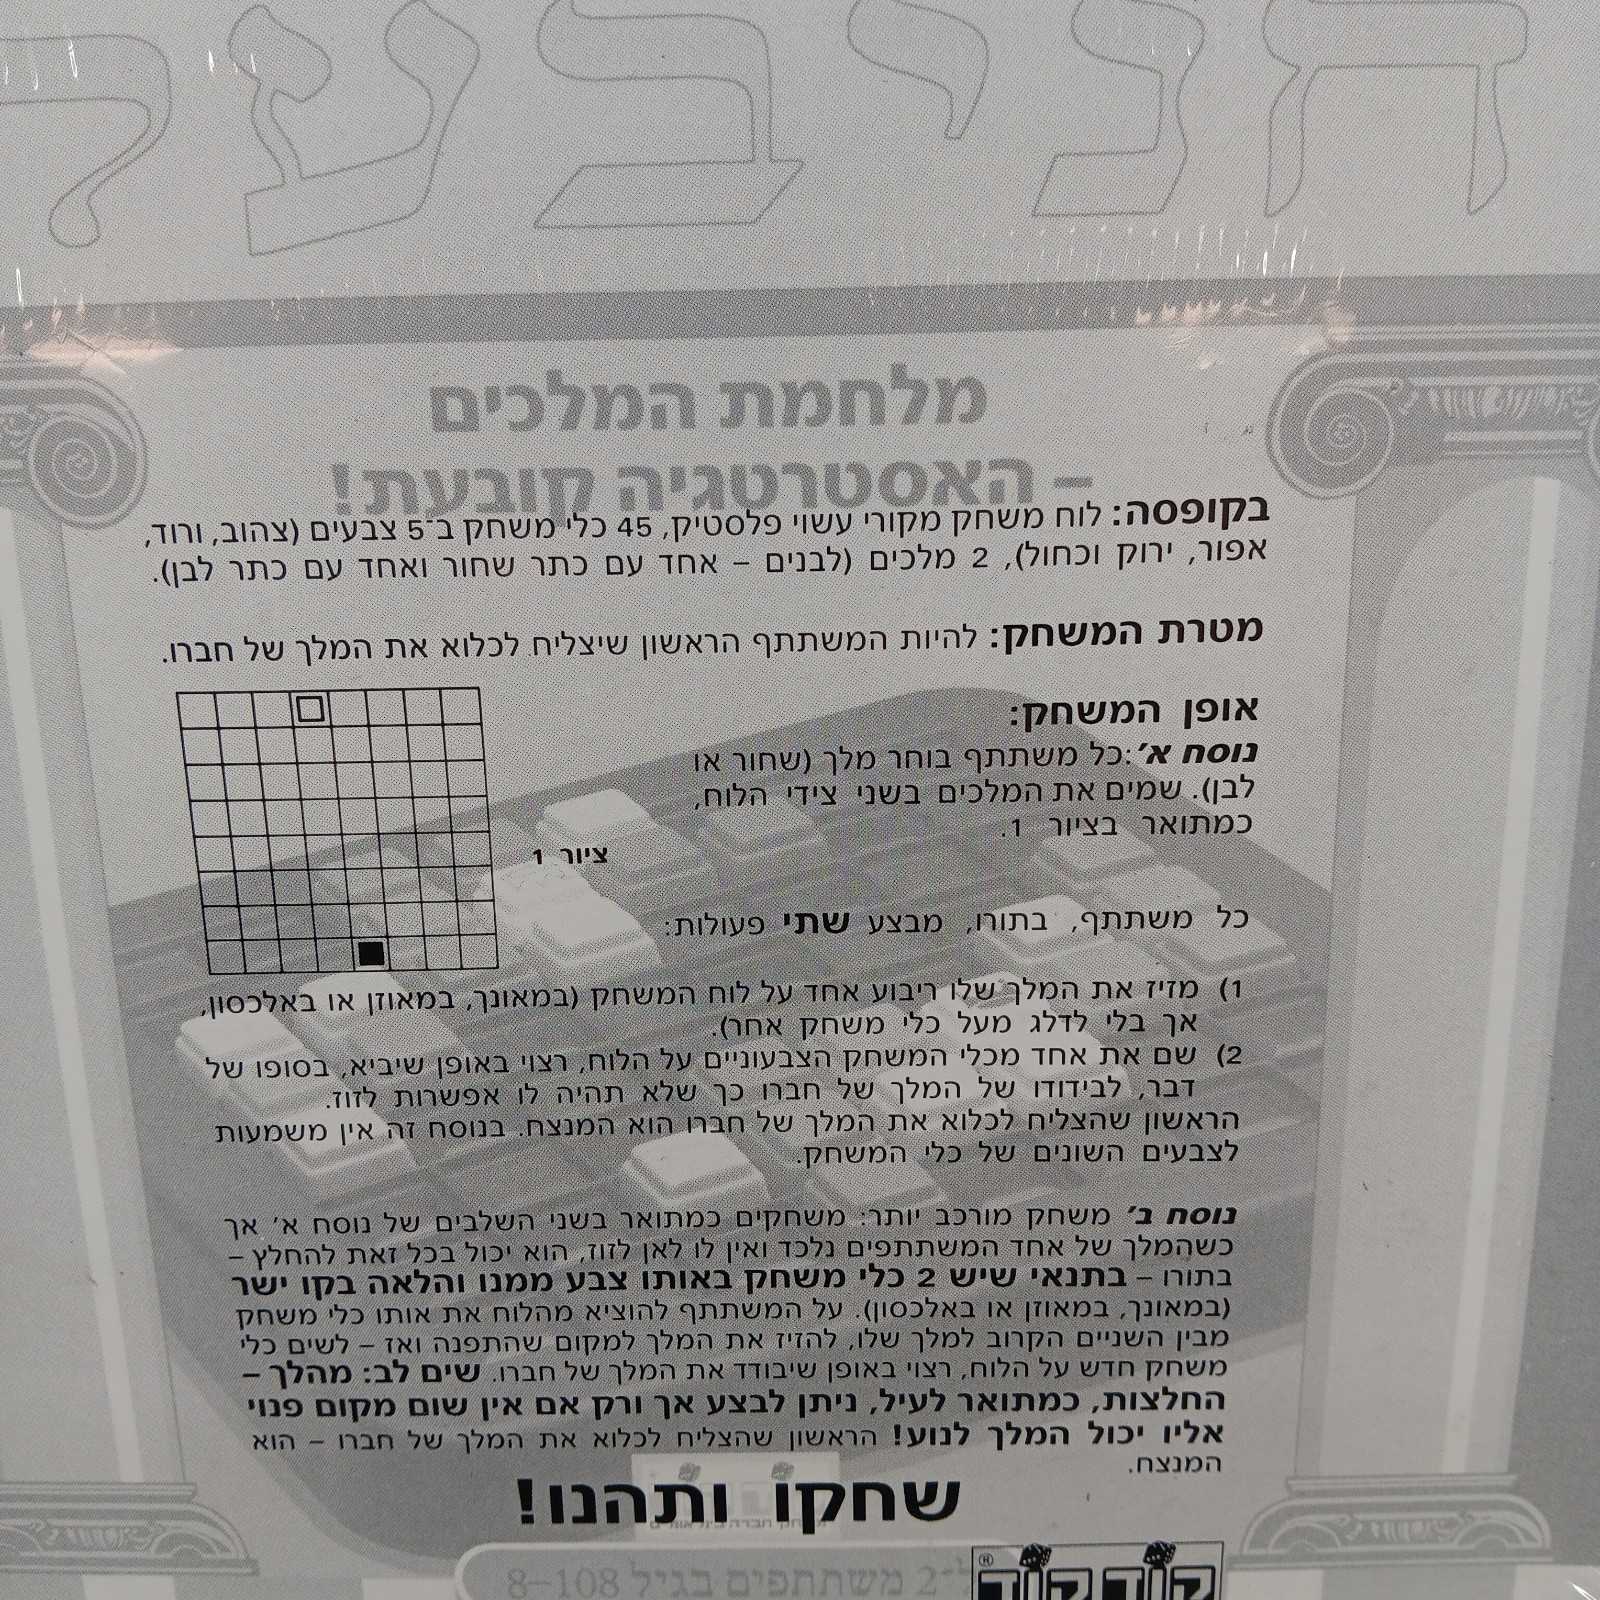 חניבעל
מלחמת המלכים
– האסטרטגיה קובעת!
בקופסה: לוח משחק מקורי עשוי פלסטיק, 45 כלי משחק ב־5 צבעים (צהוב, ורוד,
אפור, ירוק וכחול), 2 מלכים (לבנים – אחד עם כתר שחור ואחד עם כתר לבן).
מטרת המשחק: להיות המשתתף הראשון שיצליח לכלוא את המלך של חברו.
אופן המשחק:
נוסח א׳: כל משתתף בוחר מלך (שחור או
לבן). שמים את המלכים בשני צידי הלוח,
כמתואר בציור 1.
ציור 1
כל משתתף, בתורו, מבצע שתי פעולות:
1) מזיז את המלך שלו ריבוע אחד על לוח המשחק (במאונך, במאוזן או באלכסון,
אך בלי לדלג מעל כלי משחק אחר).
2) שם את אחד מכלי המשחק הצבעוניים על הלוח, רצוי באופן שיביא, בסופו של
דבר, לבידודו של המלך של חברו כך שלא תהיה לו אפשרות לזוז.
הראשון שהצליח לכלוא את המלך של חברו הוא המנצח. בנוסח זה אין משמעות
לצבעים השונים של כלי המשחק.
נוסח ב׳ משחק מורכב יותר: משחקים כמתואר בשני השלבים של נוסח א׳ אך
כשהמלך של אחד המשתתפים נלכד ואין לו לאן לזוז, הוא יכול בכל זאת להחלץ –
בתורו – בתנאי שיש 2 כלי משחק באותו צבע ממנו והלאה בקו ישר
(במאונך, במאוזן או באלכסון). על המשתתף להוציא מהלוח את אותו כלי משחק
מבין השניים הקרוב למלך שלו, להזיז את המלך למקום שהתפנה ואז – לשים כלי
משחק חדש על הלוח, רצוי באופן שיבודד את המלך של חברו. שים לב: מהלך –
החלצות, כמתואר לעיל, ניתן לבצע אך ורק אם אין שום מקום פנוי
אליו יכול המלך לנוע! הראשון שהצליח לכלוא את המלך של חברו – הוא
המנצח.
שחקו ותהנו!
ל־2 משתתפים בגיל 8–108
קודקוד ®